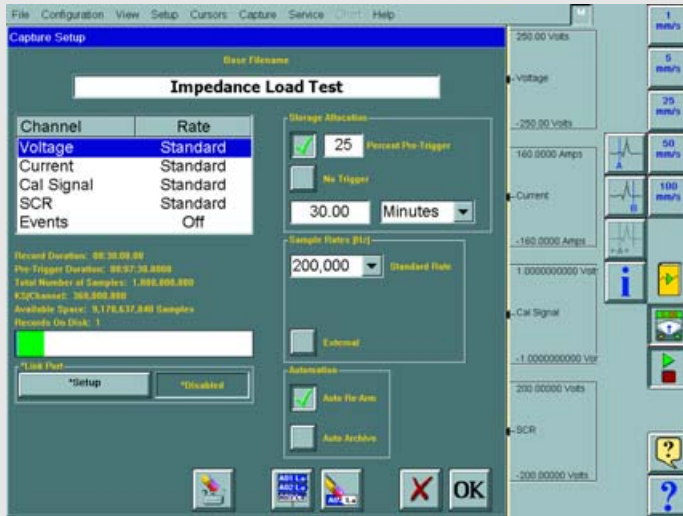 File Configuration View Setup Cursors Capture Service Chart Help
Capture Setup
Base Filename
Impedance Load Test
Channel Rate
Voltage Standard
Current Standard
Cal Signal Standard
SCR Standard
Events Off
Record Duration: 00:30:00.00
Pre-Trigger Duration: 00:07:30.0000
Total Number of Samples:
KS/Channel: 360,000.000
Available Space: 9,178,637,840 Samples
Records On Disk: 1
*Link Port
*Setup *Disabled
Storage Allocation
25 Percent Pre-Trigger
No Trigger
30.00 Minutes
Sample Rates [Hz]
200,000 Standard Rate
External
Automation
Auto Re-Arm
Auto Archive
OK
250.00 Volts
Voltage
-250.00 Volts
160.0000 Amps
Current
-160.0000 Amps
1.0000000000 Volt
Cal Signal
-1.0000000000 Vor
200.00000 Volts
SCR
-200.00000 Volts
M
1 mm/s
5 mm/s
25 mm/s
50 mm/s
100 mm/s
A
B
i
?
?